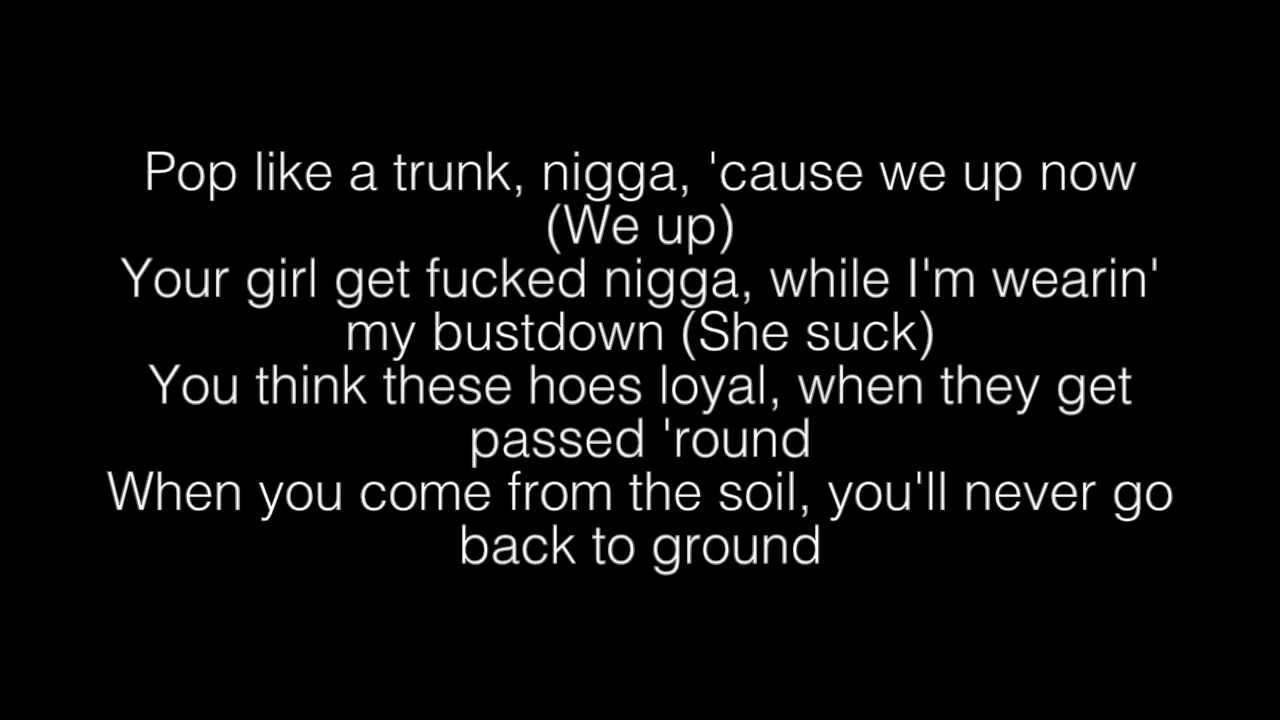 Pop like a trunk, nigga, 'cause we up now
(We up)
Your girl get fucked nigga, while I'm wearin'
my bustdown (She suck)
You think these hoes loyal, when they get
passed 'round
When you come from the soil, you'll never go
back to ground